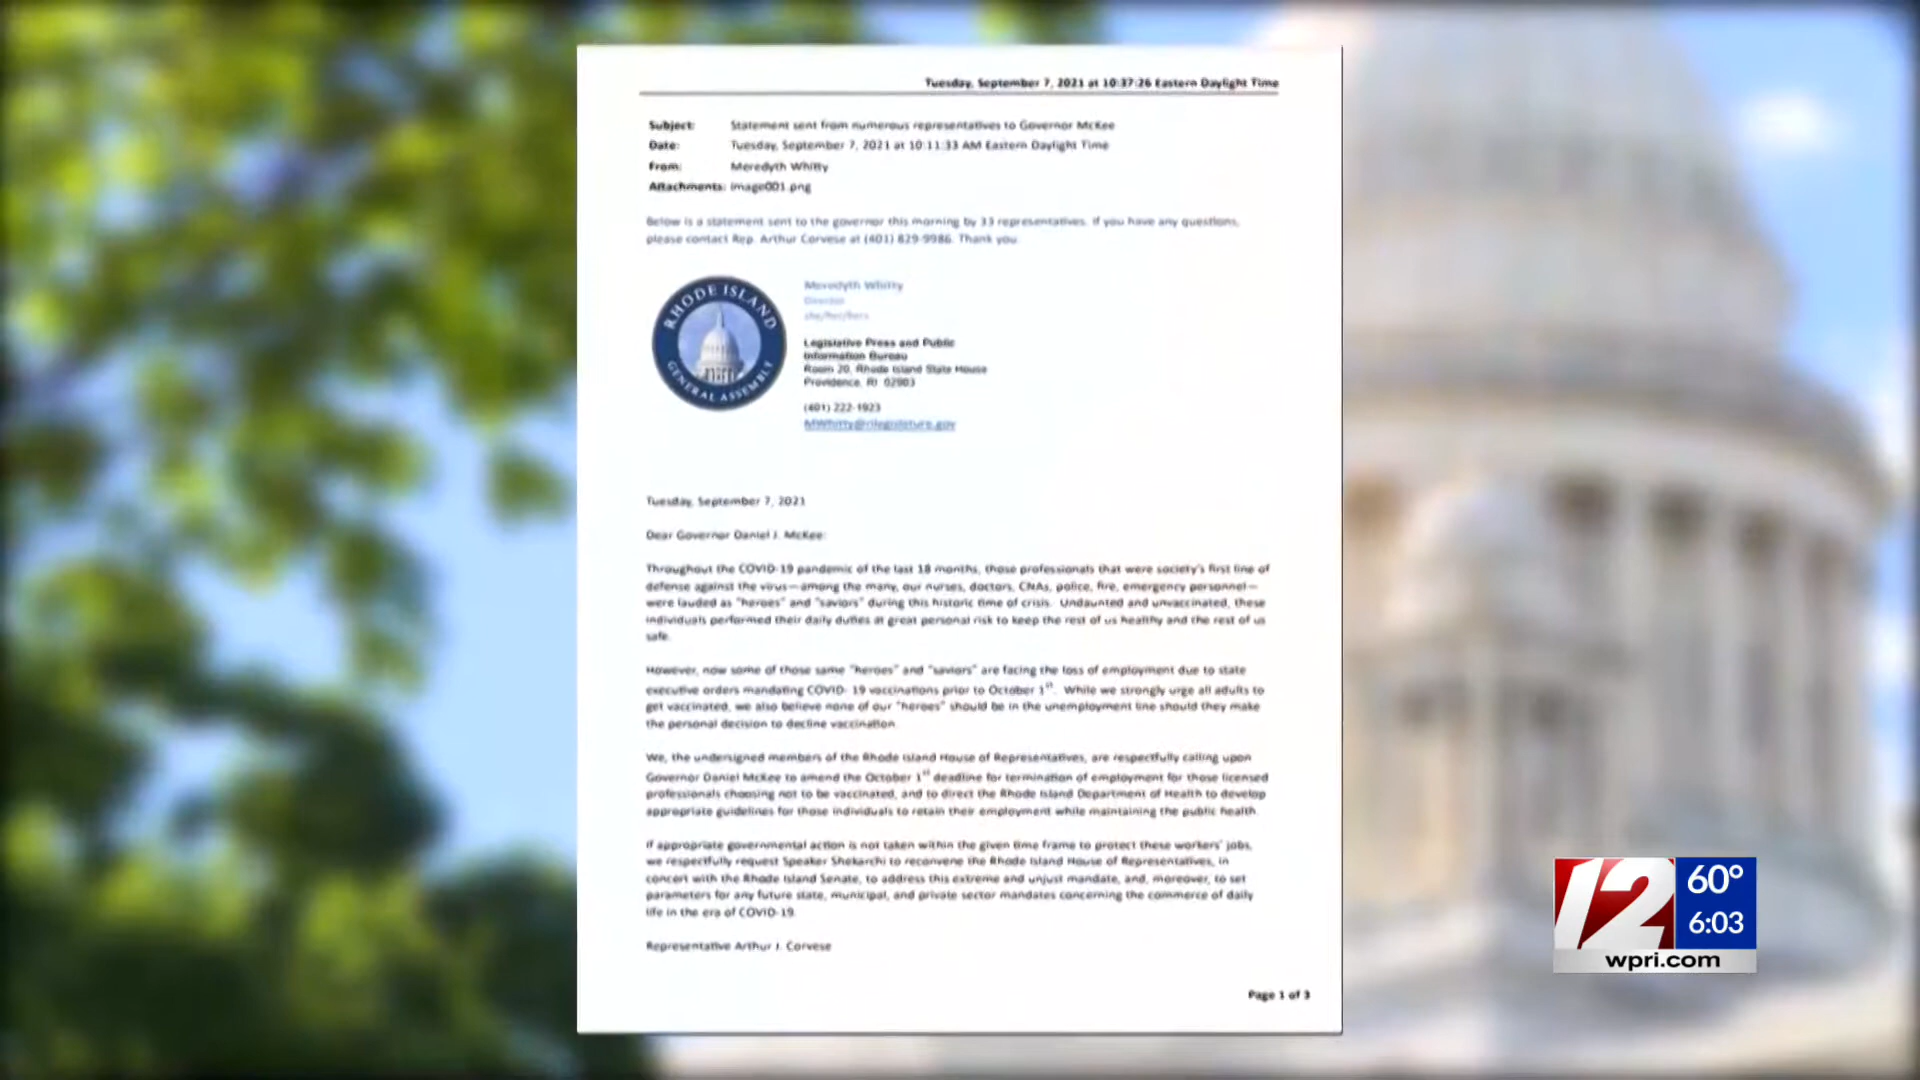 Tuesday, September 7, 2021 at 10:37:26 Eastern Daylight Time
Subject: Statement sent from numerous representatives to Governor McKee
Date: Tuesday, September 7, 2021 at 10:11:33 AM Eastern Daylight Time
From: Meredyth Whitty
Attachments: image001.png
Below is a statement sent to the governor this morning by 33 representatives. If you have any questions,
please contact Rep. Arthur Corvese at (401) 829-9986. Thank you.
RHODE ISLAND
GENERAL ASSEMBLY
Meredyth Whitty
Director
she/her/hers
Legislative Press and Public
Information Bureau
Room 20, Rhode Island State House
Providence, RI 02903
(401) 222-1923
MWhitty@rilegislature.gov
Tuesday, September 7, 2021
Dear Governor Daniel J. McKee:
Throughout the COVID-19 pandemic of the last 18 months, those professionals that were society's first line of
defense against the virus—among the many, our nurses, doctors, CNAs, police, fire, emergency personnel—
were lauded as "heroes" and "saviors" during this historic time of crisis. Undaunted and unvaccinated, these
individuals performed their daily duties at great personal risk to keep the rest of us healthy and the rest of us
safe.
However, now some of those same "heroes" and "saviors" are facing the loss of employment due to state
executive orders mandating COVID- 19 vaccinations prior to October 1st. While we strongly urge all adults to
get vaccinated, we also believe none of our "heroes" should be in the unemployment line should they make
the personal decision to decline vaccination.
We, the undersigned members of the Rhode Island House of Representatives, are respectfully calling upon
Governor Daniel McKee to amend the October 1st deadline for termination of employment for those licensed
professionals choosing not to be vaccinated, and to direct the Rhode Island Department of Health to develop
appropriate guidelines for those individuals to retain their employment while maintaining the public health.
If appropriate governmental action is not taken within the given time frame to protect these workers' jobs,
we respectfully request Speaker Shekarchi to reconvene the Rhode Island House of Representatives, in
concert with the Rhode Island Senate, to address this extreme and unjust mandate, and, moreover, to set
parameters for any future state, municipal, and private sector mandates concerning the commerce of daily
life in the era of COVID-19.
Representative Arthur J. Corvese
Page 1 of 3
12
60°
6:03
wpri.com